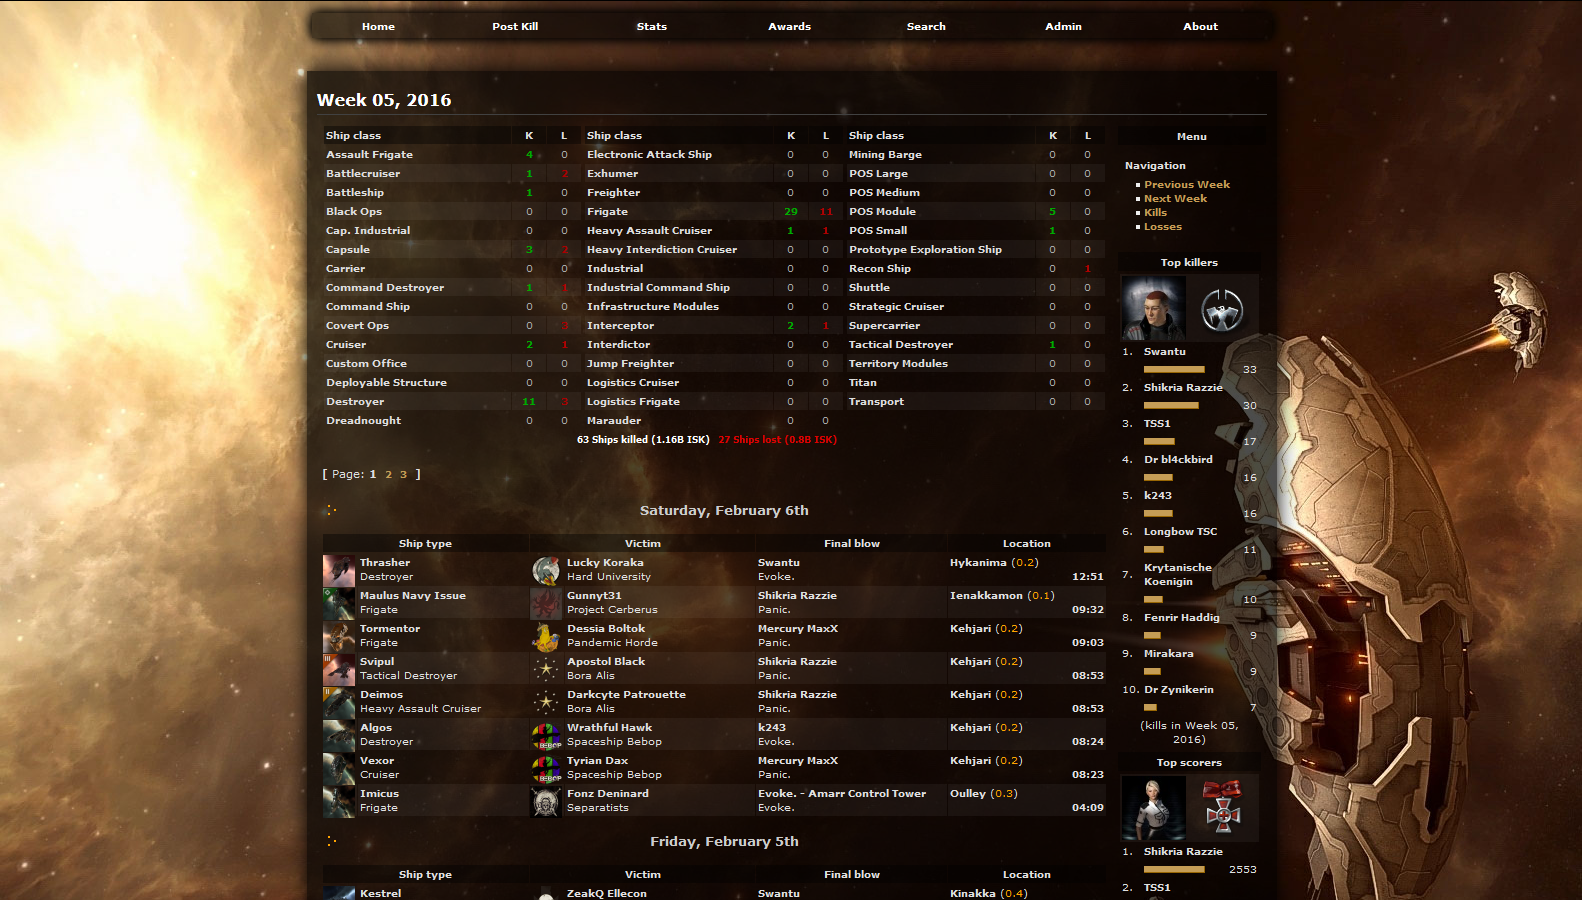 Home Post Kill Stats Awards Search Admin About
Week 05, 2016
Ship class K L Ship class K L Ship class K L
Assault Frigate 4 0 Electronic Attack Ship 0 0 Mining Barge 0 0
Battlecruiser 1 2 Exhumer 0 0 POS Large 0 0
Battleship 1 0 Freighter 0 0 POS Medium 0 0
Black Ops 0 0 Frigate 29 11 POS Module 5 0
Cap. Industrial 0 0 Heavy Assault Cruiser 1 1 POS Small 1 0
Capsule 3 2 Heavy Interdiction Cruiser 0 0 Prototype Exploration Ship 0 0
Carrier 0 0 Industrial 0 0 Recon Ship 0 1
Command Destroyer 1 1 Industrial Command Ship 0 0 Shuttle 0 0
Command Ship 0 0 Infrastructure Modules 0 0 Strategic Cruiser 0 0
Covert Ops 0 3 Interceptor 2 1 Supercarrier 0 0
Cruiser 2 1 Interdictor 0 0 Tactical Destroyer 1 0
Custom Office 0 0 Jump Freighter 0 0 Territory Modules 0 0
Deployable Structure 0 0 Logistics Cruiser 0 0 Titan 0 0
Destroyer 11 3 Logistics Frigate 0 0 Transport 0 0
Dreadnought 0 0 Marauder 0 0
63 Ships killed (1.16B ISK) 27 Ships lost (0.8B ISK)
[ Page: 1 2 3 ]
Saturday, February 6th
Ship type Victim Final blow Location
Thrasher Lucky Koraka Swantu Hykanima (0.2)
Destroyer Hard University Evoke. 12:51
Maulus Navy Issue Gunnyt31 Shikria Razzie Ienakkamon (0.1)
Frigate Project Cerberus Panic. 09:32
Tormentor Dessia Boltok Mercury MaxX Kehjari (0.2)
Frigate Pandemic Horde Panic. 09:03
Svipul Apostol Black Shikria Razzie Kehjari (0.2)
Tactical Destroyer Bora Alis Panic. 08:53
Deimos Darkcyte Patrouette Shikria Razzie Kehjari (0.2)
Heavy Assault Cruiser Bora Alis Panic. 08:53
Algos Wrathful Hawk k243 Kehjari (0.2)
Destroyer BEBOP Spaceship Bebop Evoke. 08:24
Vexor Tyrian Dax Mercury MaxX Kehjari (0.2)
Cruiser BEBOP Spaceship Bebop Panic. 08:23
Imicus Fonz Deninard Evoke. - Amarr Control Tower Oulley (0.3)
Frigate Separatists Evoke. 04:09
Friday, February 5th
Ship type Victim Final blow Location
Kestrel ZeakQ Ellecon Swantu Kinakka (0.4)
Menu
Navigation
Previous Week
Next Week
Kills
Losses
Top killers
1. Swantu
33
2. Shikria Razzie
30
3. TSS1
17
4. Dr bl4ckbird
16
5. k243
16
6. Longbow TSC
11
7. Krytanische
Koenigin
10
8. Fenrir Haddig
9
9. Mirakara
9
10. Dr Zynikerin
7
(kills in Week 05,
2016)
Top scorers
1. Shikria Razzie
2553
2. TSS1